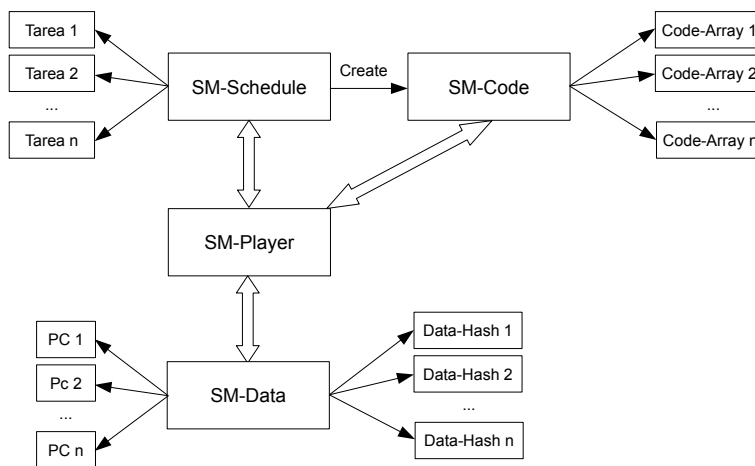 Tarea 1
Tarea 2
...
Tarea n
SM-Schedule
Create
SM-Code
Code-Array 1
Code-Array 2
...
Code-Array n
SM-Player
PC 1
Pc 2
...
PC n
SM-Data
Data-Hash 1
Data-Hash 2
...
Data-Hash n